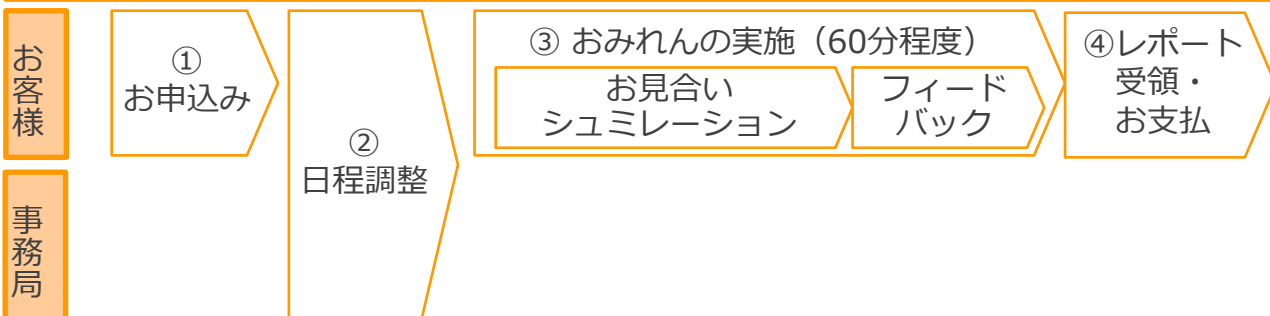 お客様
①
お申込み
②
日程調整
③ おみれんの実施（60分程度）
お見合い
シュミレーション
フィード
バック
④レポート
受領・
お支払
事務局